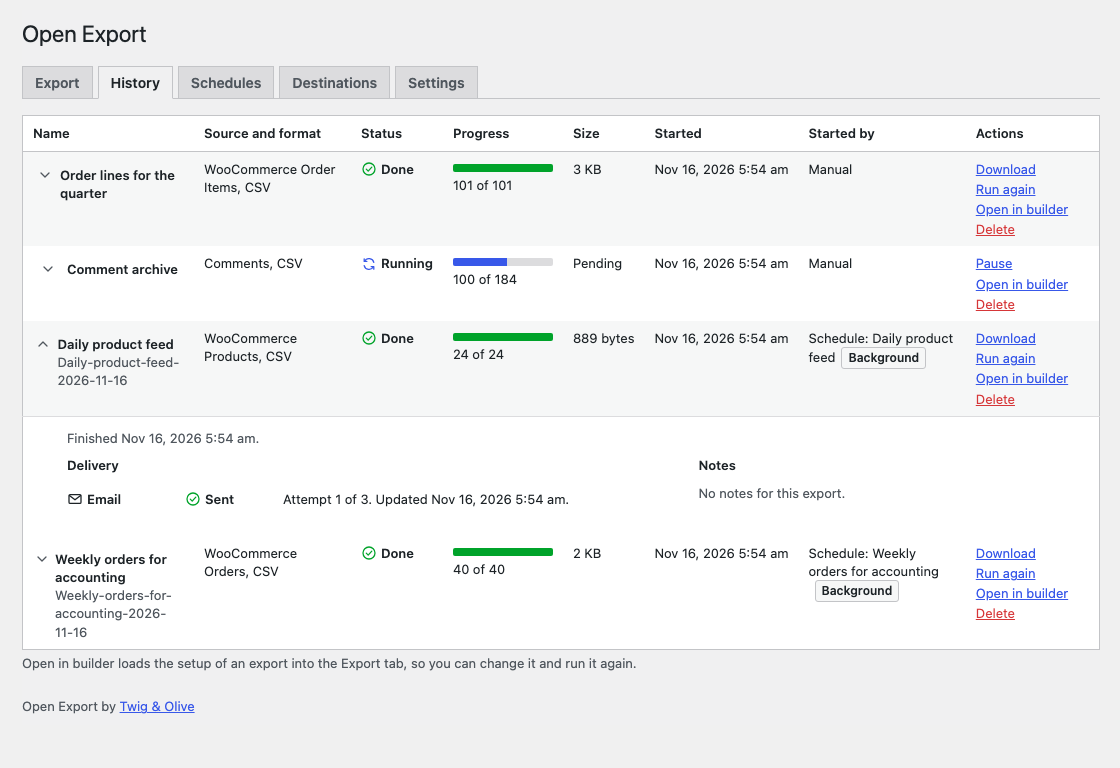 Open Export
Export
History
Schedules
Destinations
Settings
Name Source and format Status Progress Size Started Started by Actions
Order lines for the quarter
WooCommerce Order Items, CSV
Done
101 of 101
3 KB
Nov 16, 2026 5:54 am
Manual
Download
Run again
Open in builder
Delete
Comment archive
Comments, CSV
Running
100 of 184
Pending
Nov 16, 2026 5:54 am
Manual
Pause
Open in builder
Delete
Daily product feed
Daily-product-feed-
2026-11-16
WooCommerce
Products, CSV
Done
24 of 24
889 bytes
Nov 16, 2026 5:54 am
Schedule: Daily product
feed Background
Download
Run again
Open in builder
Delete
Finished Nov 16, 2026 5:54 am.
Delivery
Email Sent Attempt 1 of 3. Updated Nov 16, 2026 5:54 am.
Notes
No notes for this export.
Weekly orders for
accounting
Weekly-orders-for-
accounting-2026-
11-16
WooCommerce
Orders, CSV
Done
40 of 40
2 KB
Nov 16, 2026 5:54 am
Schedule: Weekly
orders for accounting
Background
Download
Run again
Open in builder
Delete
Open in builder loads the setup of an export into the Export tab, so you can change it and run it again.
Open Export by Twig & Olive